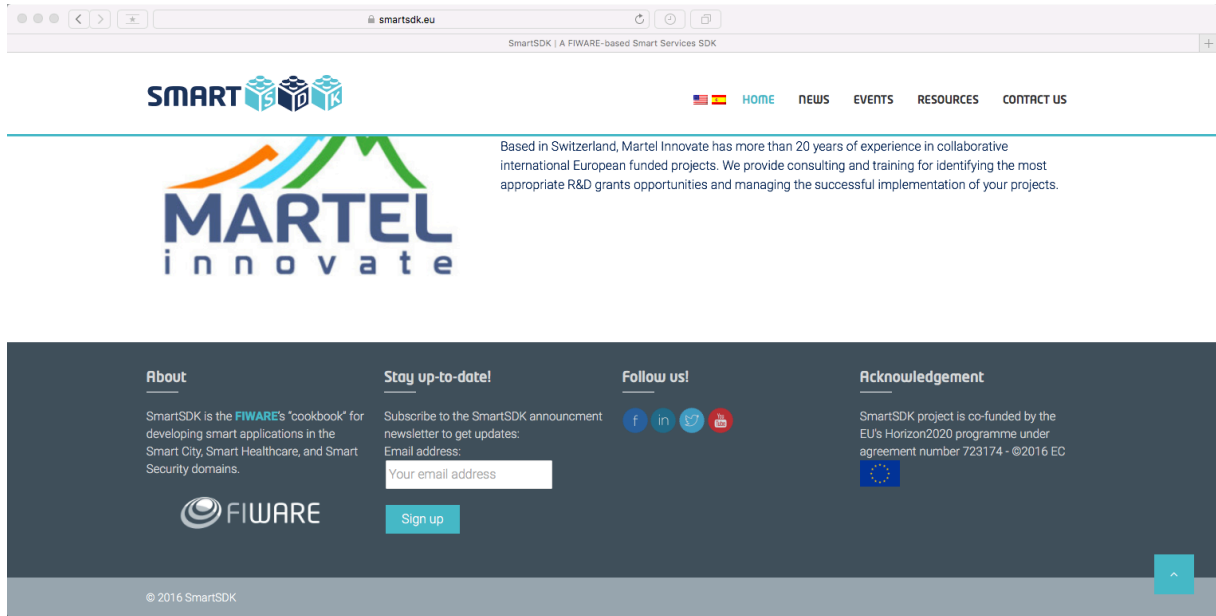 smartsdk.eu
SmartSDK | A FIWARE-based Smart Services SDK
SMART SDK
HOME NEWS EVENTS RESOURCES CONTACT US
MARTEL
innovate
Based in Switzerland, Martel Innovate has more than 20 years of experience in collaborative
international European funded projects. We provide consulting and training for identifying the most
appropriate R&D grants opportunities and managing the successful implementation of your projects.
About
SmartSDK is the FIWARE's "cookbook" for
developing smart applications in the
Smart City, Smart Healthcare, and Smart
Security domains.
FIWARE
Stay up-to-date!
Subscribe to the SmartSDK announcment
newsletter to get updates:
Email address:
Your email address
Sign up
Follow us!
f in You Tube
Acknowledgement
SmartSDK project is co-funded by the
EU's Horizon2020 programme under
agreement number 723174 - ©2016 EC
© 2016 SmartSDK